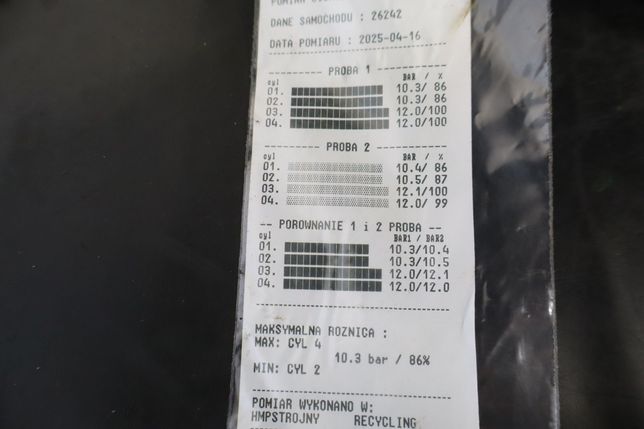 DANE SAMOCHODU : 26242
DATA POMIARU : 2025-04-16
PROBA 1
cyl BAR / %
01. 10.3/ 86
02. 10.3/ 86
03. 12.0/100
04. 12.0/100
PROBA 2
cyl BAR / %
01. 10.4/ 86
02. 10.5/ 87
03. 12.1/100
04. 12.0/ 99
-- POROWNANIE 1 i 2 PROBA --
cyl BAR1 / BAR2
01. 10.3/10.4
02. 10.3/10.5
03. 12.0/12.1
04. 12.0/12.0
MAKSYMALNA ROZNICA :
MAX: CYL 4
10.3 bar / 86%
MIN: CYL 2
POMIAR WYKONANO W:
HMPSTROJNY RECYCLING